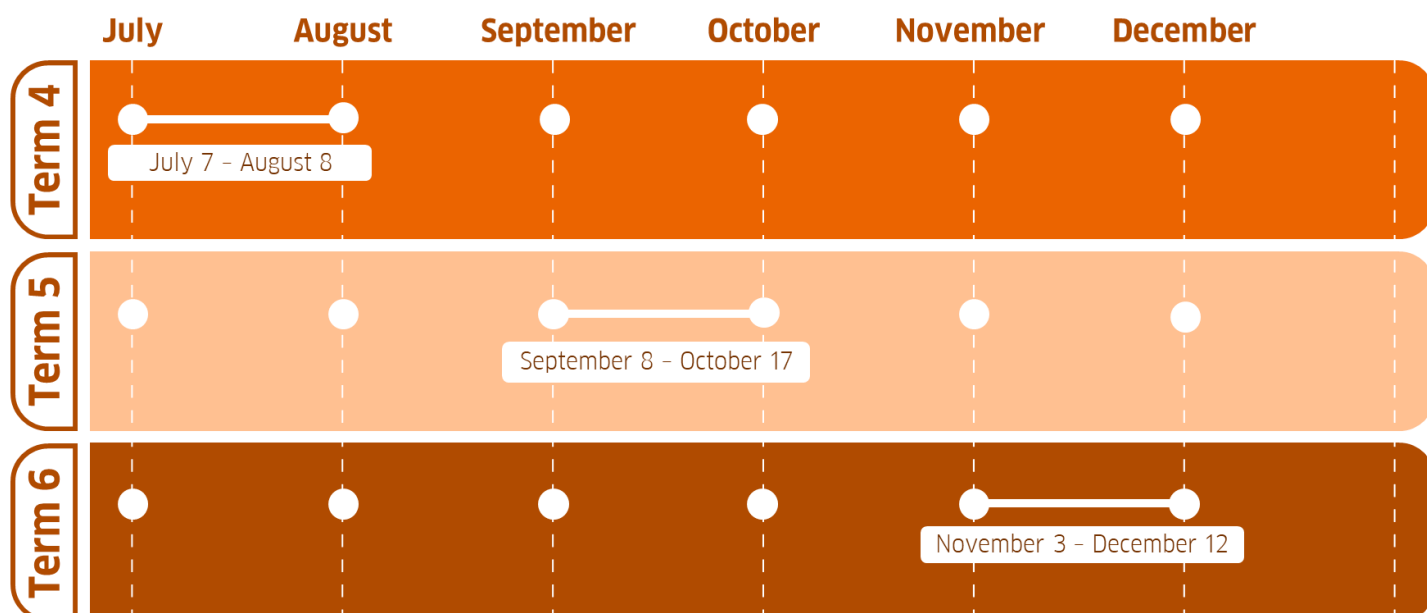 July August September October November December
Term 4
July 7 – August 8
Term 5
September 8 – October 17
Term 6
November 3 – December 12